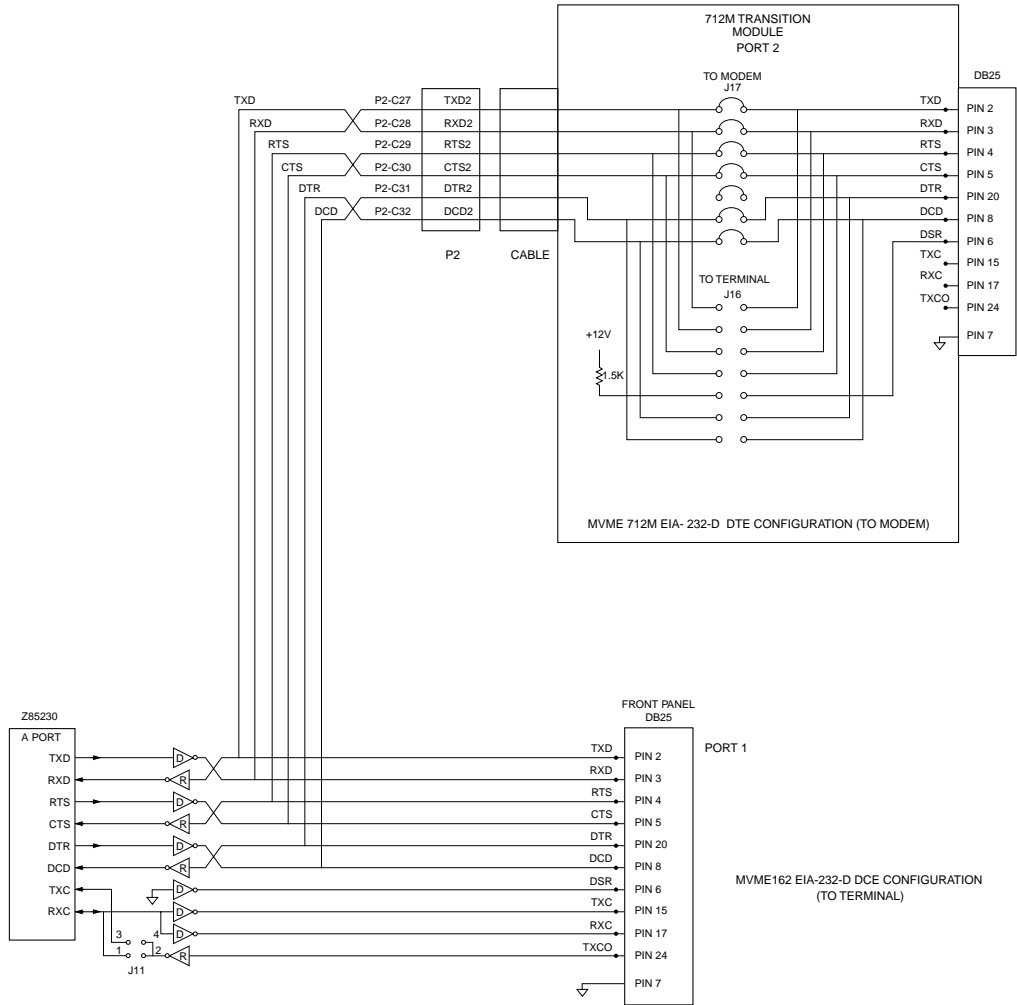 712M TRANSITION
MODULE
PORT 2
TO MODEM
J17
DB25
TXD
RXD
RTS
CTS
DTR
DCD
P2-C27
P2-C28
P2-C29
P2-C30
P2-C31
P2-C32
TXD2
RXD2
RTS2
CTS2
DTR2
DCD2
P2
CABLE
TXD
RXD
RTS
CTS
DTR
DCD
DSR
TXC
RXC
TXCO
PIN 2
PIN 3
PIN 4
PIN 5
PIN 20
PIN 8
PIN 6
PIN 15
PIN 17
PIN 24
PIN 7
TO TERMINAL
J16
+12V
1.5K
MVME 712M EIA- 232-D DTE CONFIGURATION (TO MODEM)
Z85230
A PORT
TXD
RXD
RTS
CTS
DTR
DCD
TXC
RXC
D
R
D
R
D
R
D
D
D
R
3
4
1
2
J11
FRONT PANEL
DB25
PORT 1
TXD
RXD
RTS
CTS
DTR
DCD
DSR
TXC
RXC
TXCO
PIN 2
PIN 3
PIN 4
PIN 5
PIN 20
PIN 8
PIN 6
PIN 15
PIN 17
PIN 24
PIN 7
MVME162 EIA-232-D DCE CONFIGURATION
(TO TERMINAL)